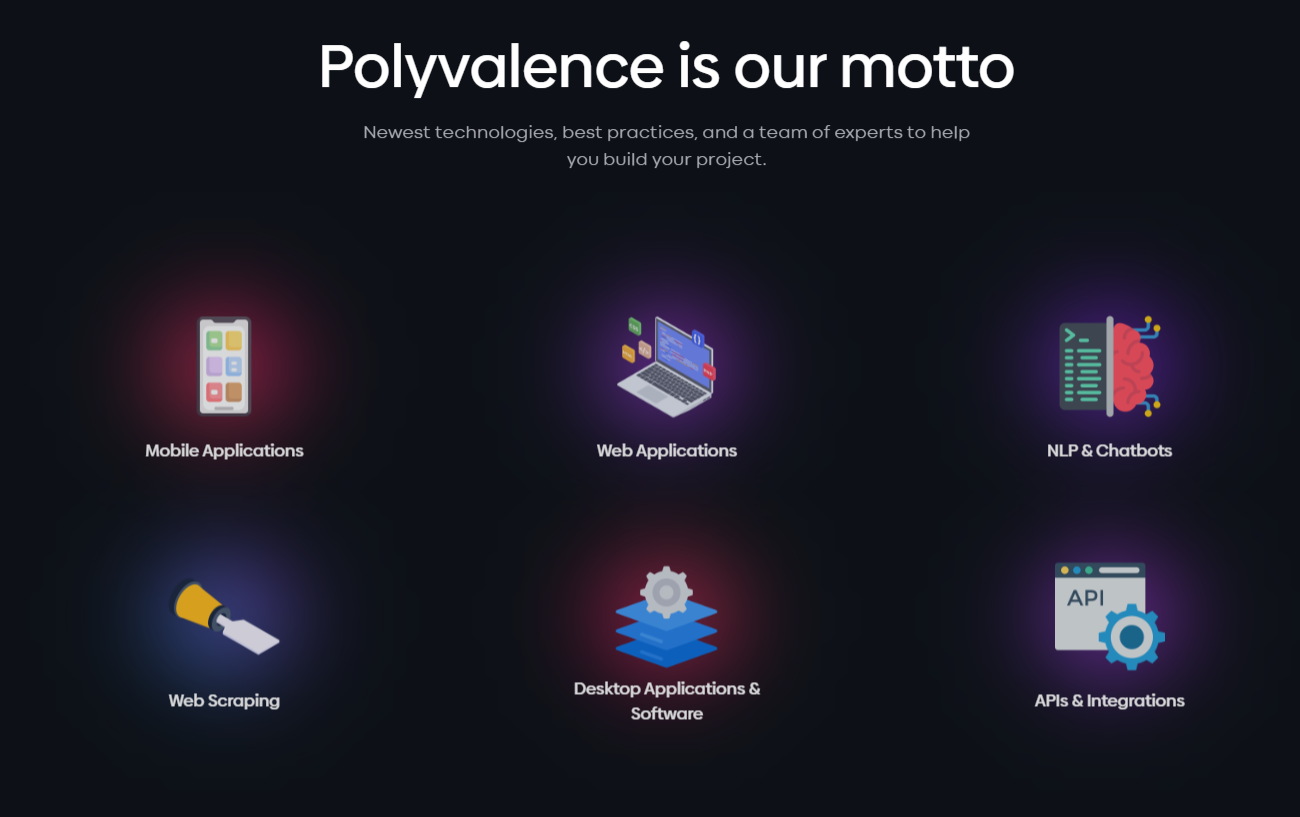 Polyvalence is our motto
Newest technologies, best practices, and a team of experts to help
you build your project.
Mobile Applications
Web Applications
NLP & Chatbots
API
Web Scraping
Desktop Applications &
Software
APIs & Integrations